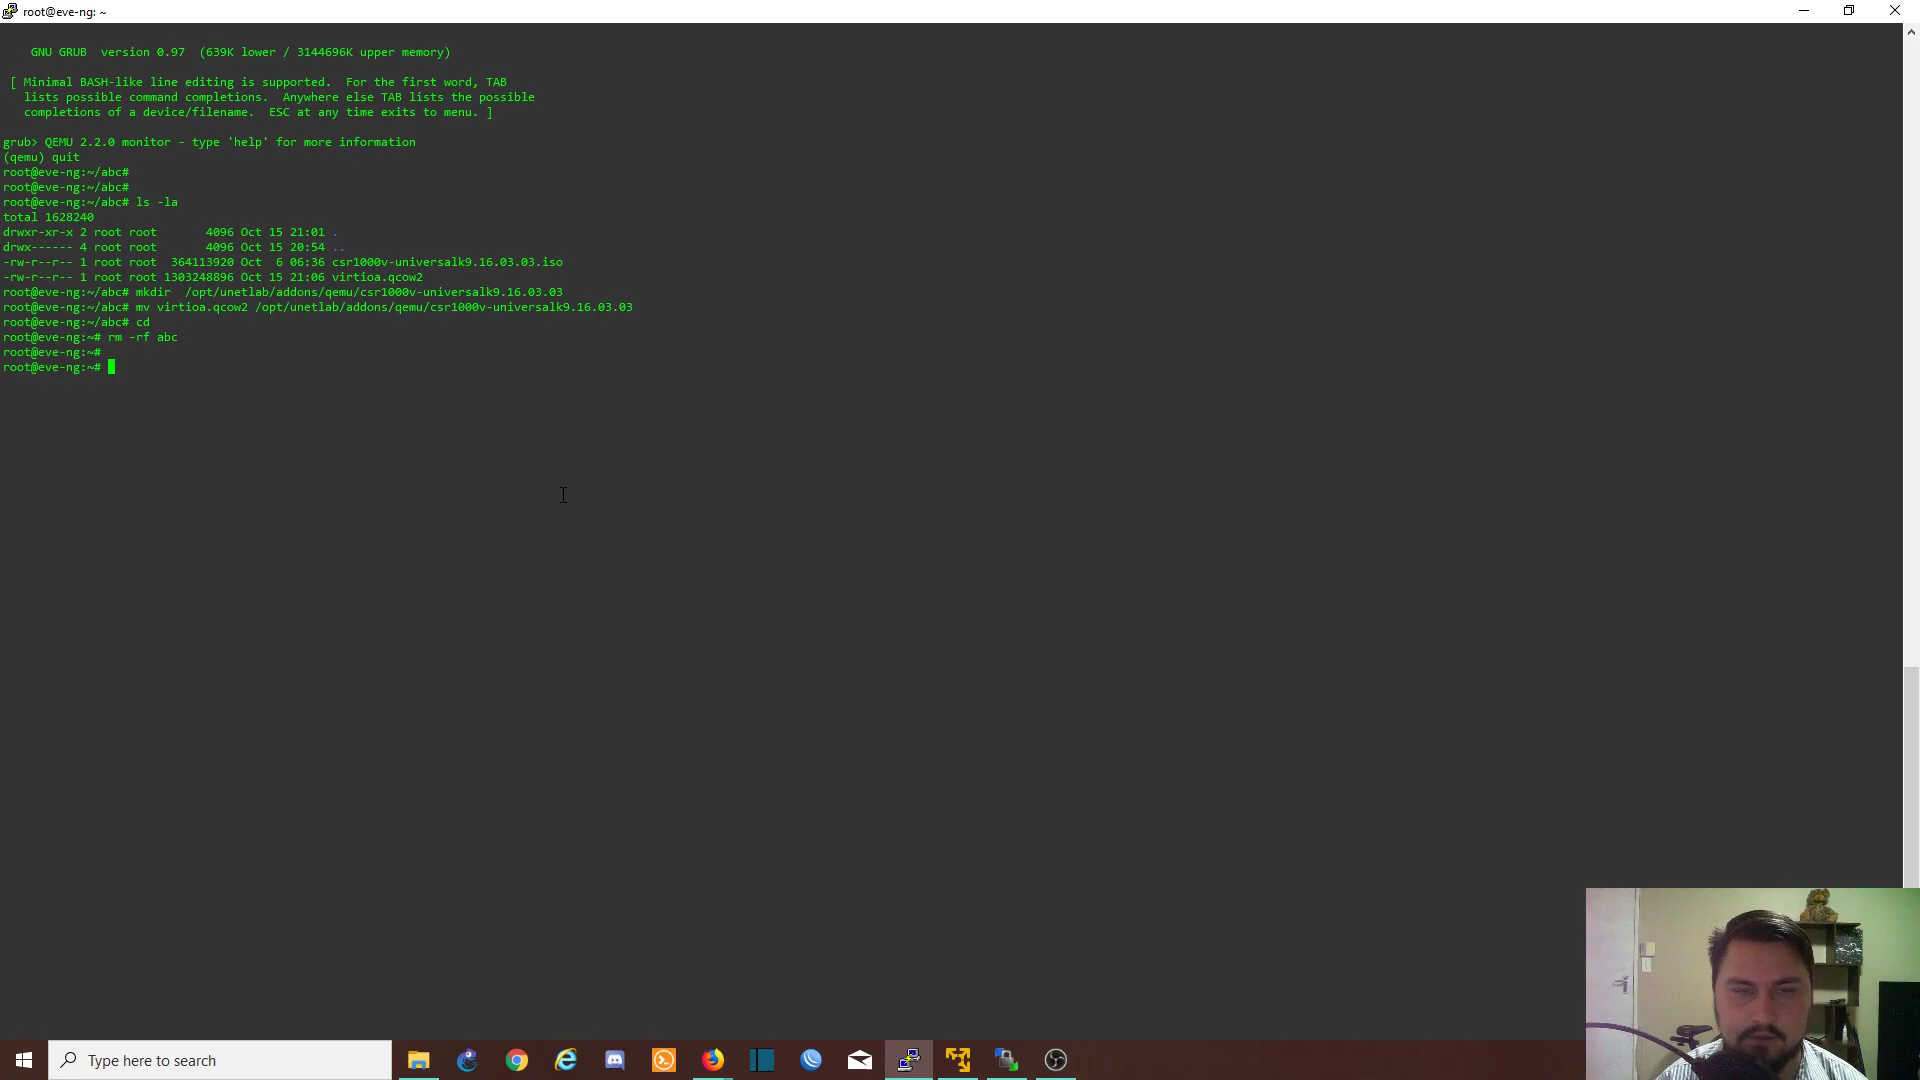 root@eve-ng: ~
GNU GRUB  version 0.97  (639K lower / 3144696K upper memory)
[ Minimal BASH-like line editing is supported.  For the first word, TAB
lists possible command completions.  Anywhere else TAB lists the possible
completions of a device/filename.  ESC at any time exits to menu. ]
grub> QEMU 2.2.0 monitor - type 'help' for more information
(qemu) quit
root@eve-ng:~/abc#
root@eve-ng:~/abc#
root@eve-ng:~/abc# ls -la
total 1628240
drwxr-xr-x 2 root root       4096 Oct 15 21:01 .
drwx------ 4 root root       4096 Oct 15 20:54 ..
-rw-r--r-- 1 root root  364113920 Oct  6 06:36 csr1000v-universalk9.16.03.03.iso
-rw-r--r-- 1 root root 1303248896 Oct 15 21:06 virtioa.qcow2
root@eve-ng:~/abc# mkdir  /opt/unetlab/addons/qemu/csr1000v-universalk9.16.03.03
root@eve-ng:~/abc# mv virtioa.qcow2 /opt/unetlab/addons/qemu/csr1000v-universalk9.16.03.03
root@eve-ng:~/abc# cd
root@eve-ng:~# rm -rf abc
root@eve-ng:~#
root@eve-ng:~#
Type here to search